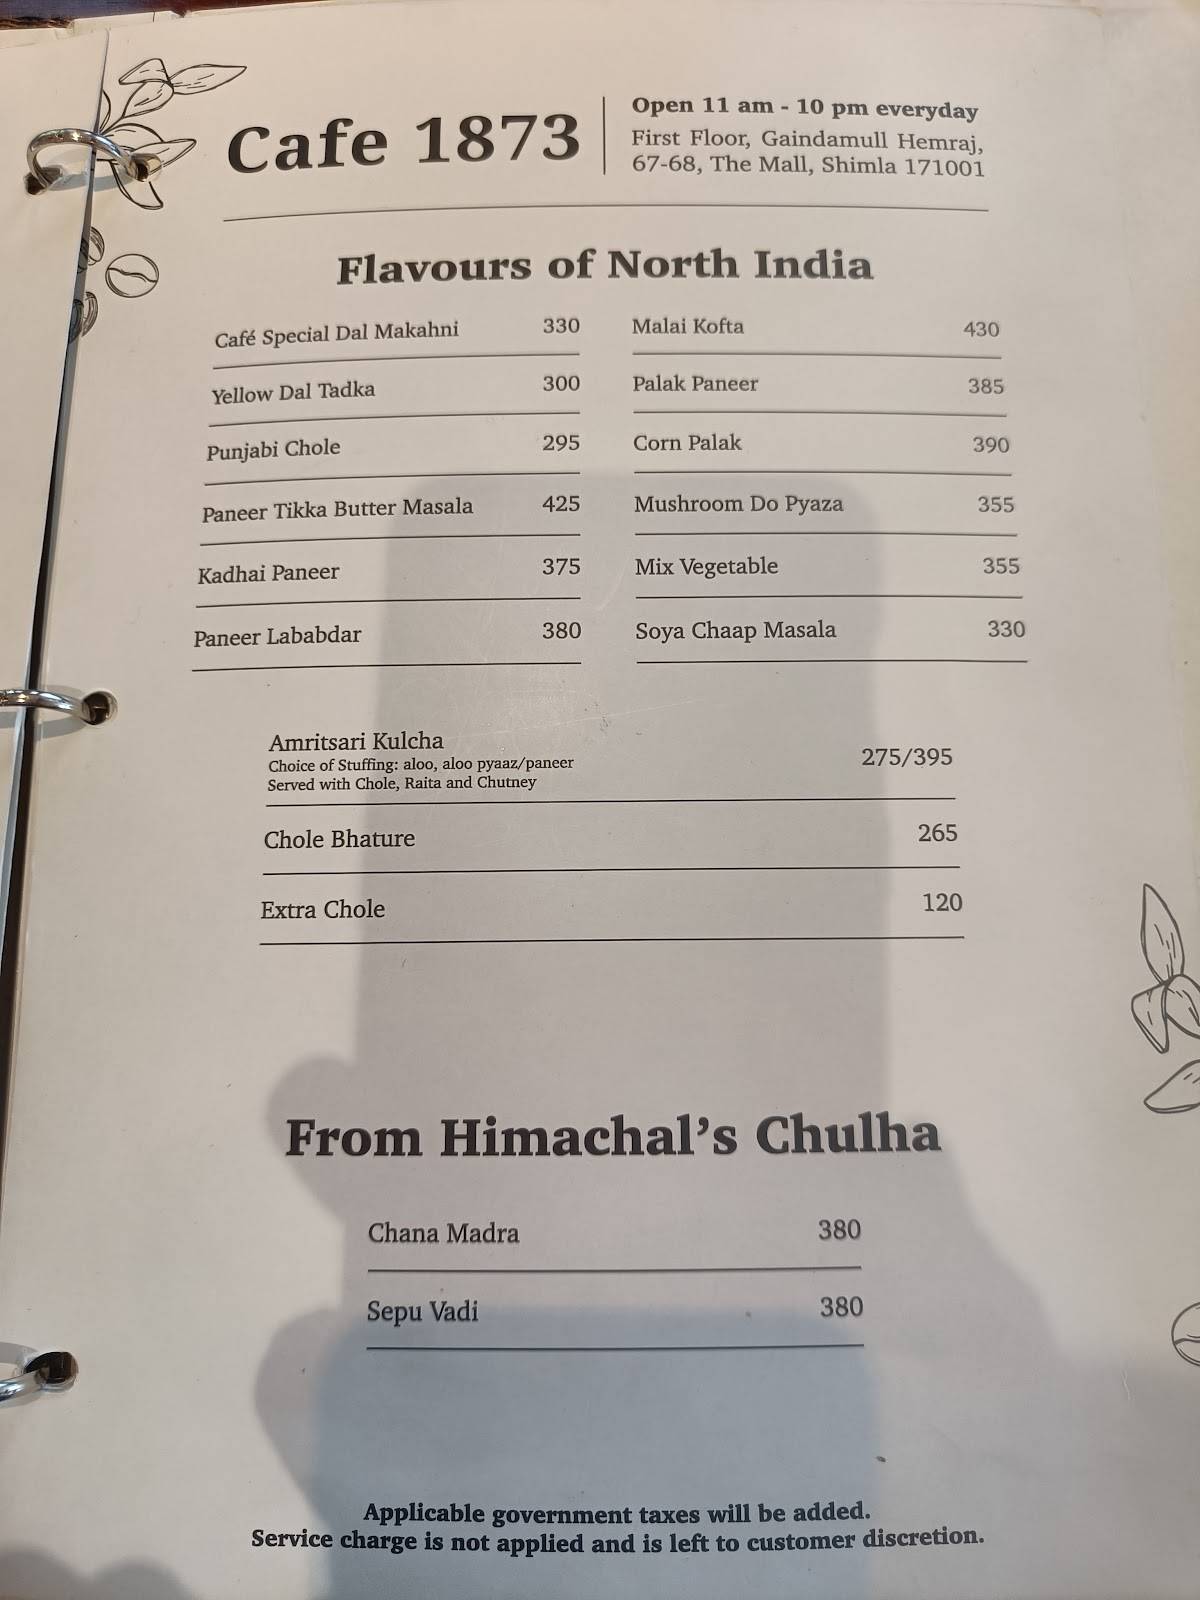 Cafe 1873
Open 11 am - 10 pm everyday
First Floor, Gaindamull Hemraj,
67-68, The Mall, Shimla 171001
Flavours of North India
Café Special Dal Makahni 330
Yellow Dal Tadka 300
Punjabi Chole 295
Paneer Tikka Butter Masala 425
Kadhai Paneer 375
Paneer Lababdar 380
Malai Kofta 430
Palak Paneer 385
Corn Palak 390
Mushroom Do Pyaza 355
Mix Vegetable 355
Soya Chaap Masala 330
Amritsari Kulcha 275/395
Choice of Stuffing: aloo, aloo pyaaz/paneer
Served with Chole, Raita and Chutney
Chole Bhature 265
Extra Chole 120
From Himachal's Chulha
Chana Madra 380
Sepu Vadi 380
Applicable government taxes will be added.
Service charge is not applied and is left to customer discretion.